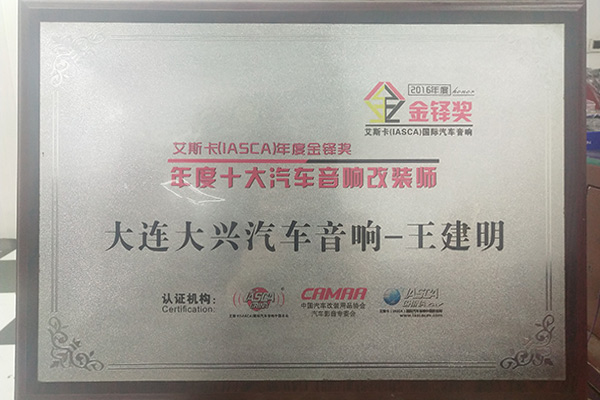 2016年度 honor
金铎奖
艾斯卡(IASCA)国际汽车音响
艾斯卡(IASCA)年度金铎奖
年度十大汽车音响改装师
大连大兴汽车音响-王建明
认证机构:
Certification:
IASCA
CAMAA
中国汽车改装用品协会
汽车影音专委会
IASCA